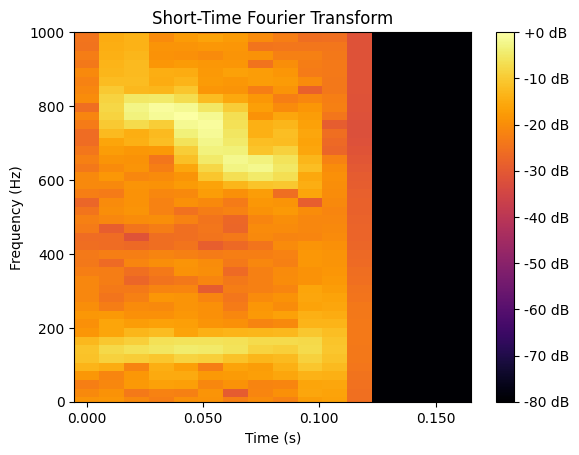 Short-Time Fourier Transform
1000
800
600
400
200
0
Frequency (Hz)
0.000
0.050
0.100
0.150
Time (s)
+0 dB
-10 dB
-20 dB
-30 dB
-40 dB
-50 dB
-60 dB
-70 dB
-80 dB